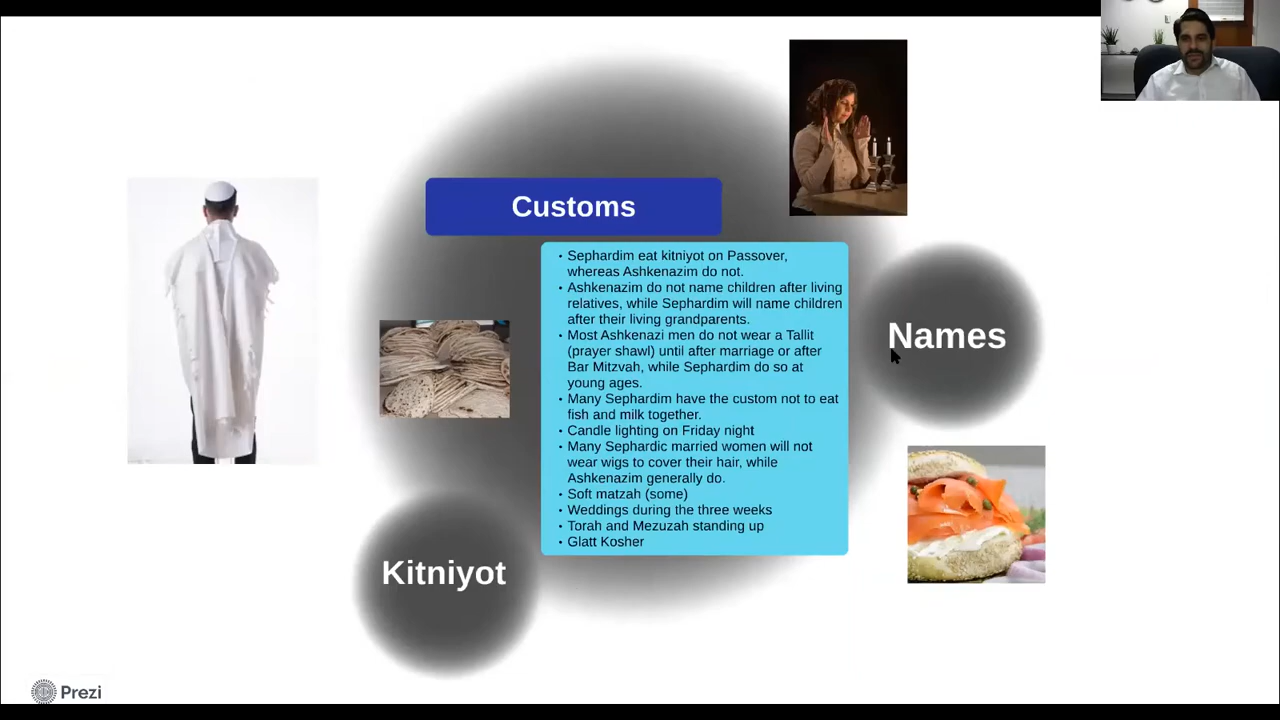 Customs
• Sephardim eat kitniyot on Passover,
whereas Ashkenazim do not.
• Ashkenazim do not name children after living
relatives, while Sephardim will name children
after their living grandparents.
• Most Ashkenazi men do not wear a Tallit
(prayer shawl) until after marriage or after
Bar Mitzvah, while Sephardim do so at
young ages.
• Many Sephardim have the custom not to eat
fish and milk together.
• Candle lighting on Friday night
• Many Sephardic married women will not
wear wigs to cover their hair, while
Ashkenazim generally do.
• Soft matzah (some)
• Weddings during the three weeks
• Torah and Mezuzah standing up
• Glatt Kosher
Names
Kitniyot
Prezi